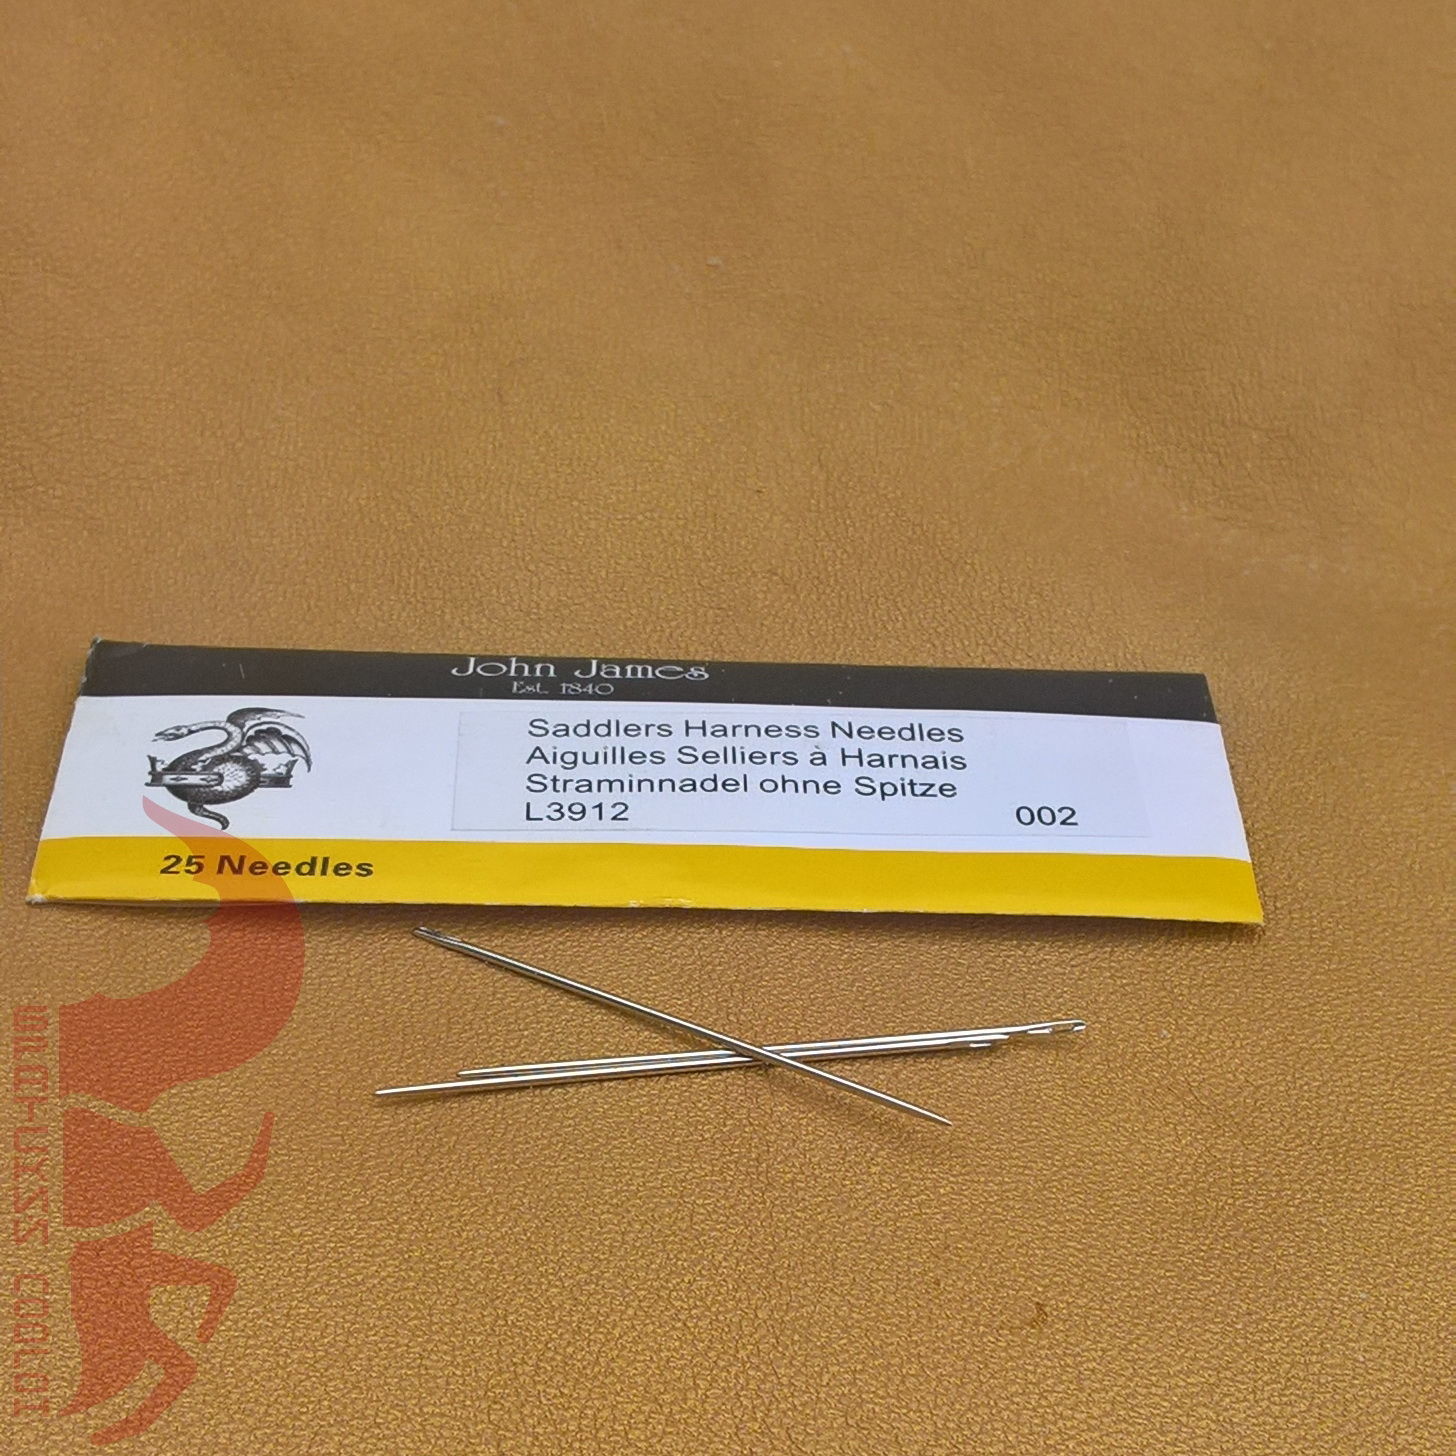 John James
Est. 1840
Saddlers Harness Needles
Aiguilles Selliers à Harnais
Straminnadel ohne Spitze
L3912
002
25 Needles